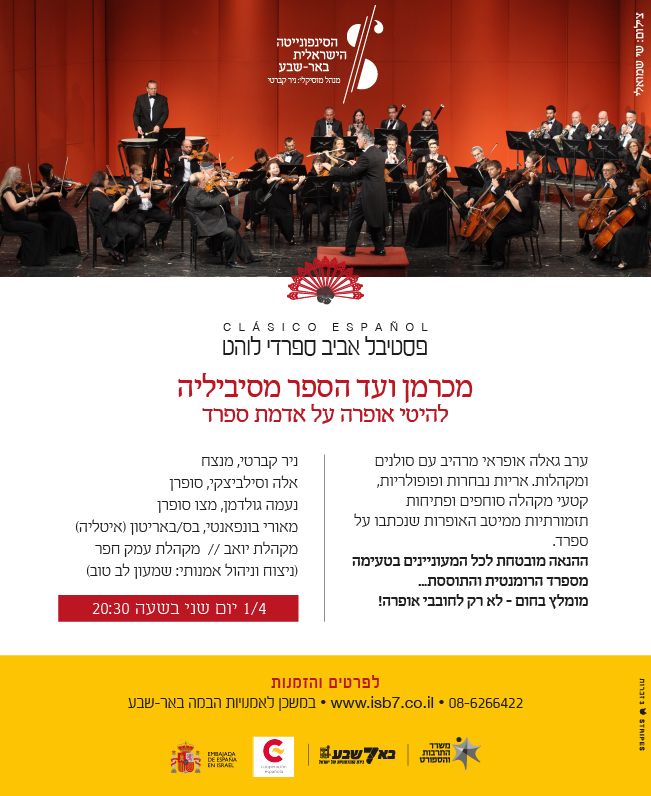 הסינפונייטה
הישראלית
באר-שבע
מנהל מוסיקלי: ניר קברטי
צילום: שי שמואלי
CLÁSICO ESPAÑOL
פסטיבל אביב ספרדי לוהט
מכרמן ועד הספר מסיביליה
להיטי אופרה על אדמת ספרד
ערב גאלה אופראי מרהיב עם סולנים
ומקהלות. אריות נבחרות ופופולריות,
קטעי מקהלה סוחפים ופתיחות
תזמורתיות ממיטב האופרות שנכתבו על
ספרד.
ההנאה מובטחת לכל המעוניינים בטעימה
מספרד הרומנטית והתוססת...
מומלץ בחום - לא רק לחובבי אופרה!
ניר קברטי, מנצח
אלה וסילביצקי, סופרן
נעמה גולדמן, מצו סופרן
מאורי בונפאנטי, בס/באריטון (איטליה)
מקהלת יואב // מקהלת עמק חפר
(ניצוח וניהול אמנותי: שמעון לב טוב)
1/4 יום שני בשעה 20:30
לפרטים והזמנות
08-6266422 • www.isb7.co.il • במשכן לאמנויות הבמה באר-שבע
משרד
התרבות
והספורט
באר שבע
cooperación
española
EMBAJADA
DE ESPAÑA
EN ISRAEL
STRIPES